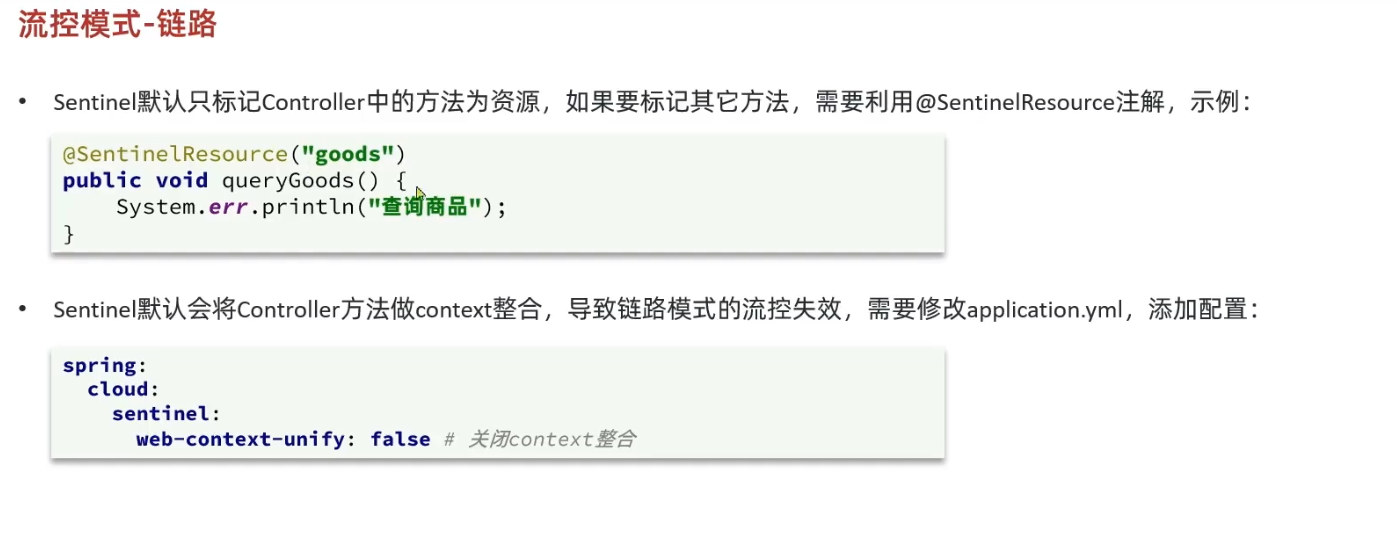 流控模式-链路
• Sentinel默认只标记Controller中的方法为资源，如果要标记其它方法，需要利用@SentinelResource注解，示例：
@SentinelResource("goods")
public void queryGoods() {
    System.err.println("查询商品");
}
• Sentinel默认会将Controller方法做context整合，导致链路模式的流控失效，需要修改application.yml，添加配置：
spring:
  cloud:
    sentinel:
      web-context-unify: false # 关闭context整合